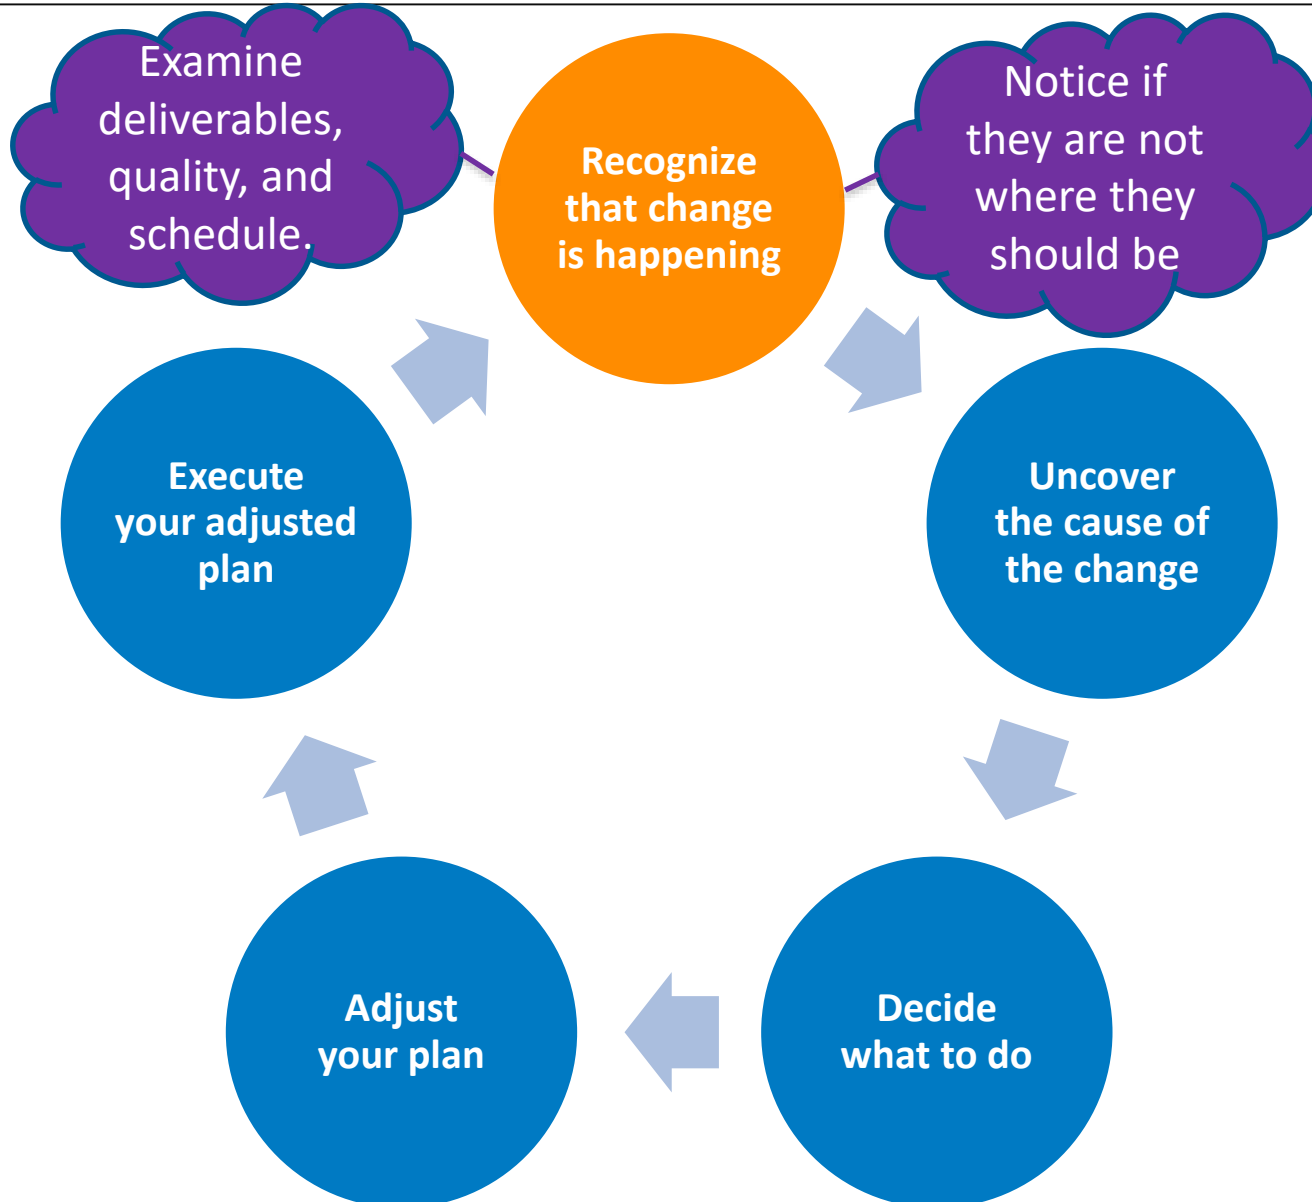 Examine
deliverables,
quality, and
schedule.
Recognize
that change
is happening
Notice if
they are not
where they
should be
Uncover
the cause of
the change
Decide
what to do
Adjust
your plan
Execute
your adjusted
plan